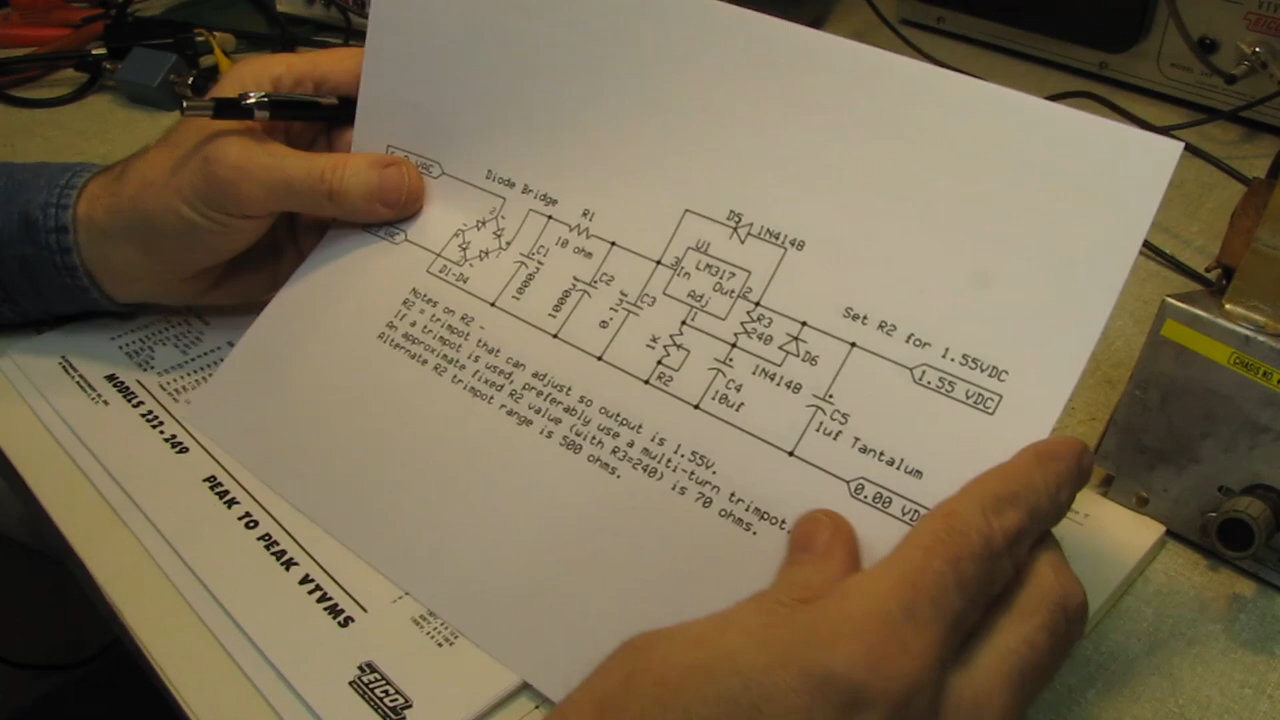 VAC
Diode Bridge
D1-D4
C1
1000uf
R1
10 ohm
C2
1000uf
C3
0.1uf
D5
1N4148
U1
LM317
3
In
Out
2
Adj
1
1K
R2
R3
240
D6
1N4148
C4
10uf
C5
1uf Tantalum
Set R2 for 1.55VDC
1.55 VDC
0.00 VD
Notes on R2 -
R2 = trimpot that can adjust so output is 1.55V.
If a trimpot is used, preferably use a multi-turn trimpot.
An approximate fixed R2 value (with R3=240) is 70 ohms.
Alternate R2 trimpot range is 500 ohms.
MODELS 232 - 249
PEAK TO PEAK VTVMS
EICO
CHASIS NO